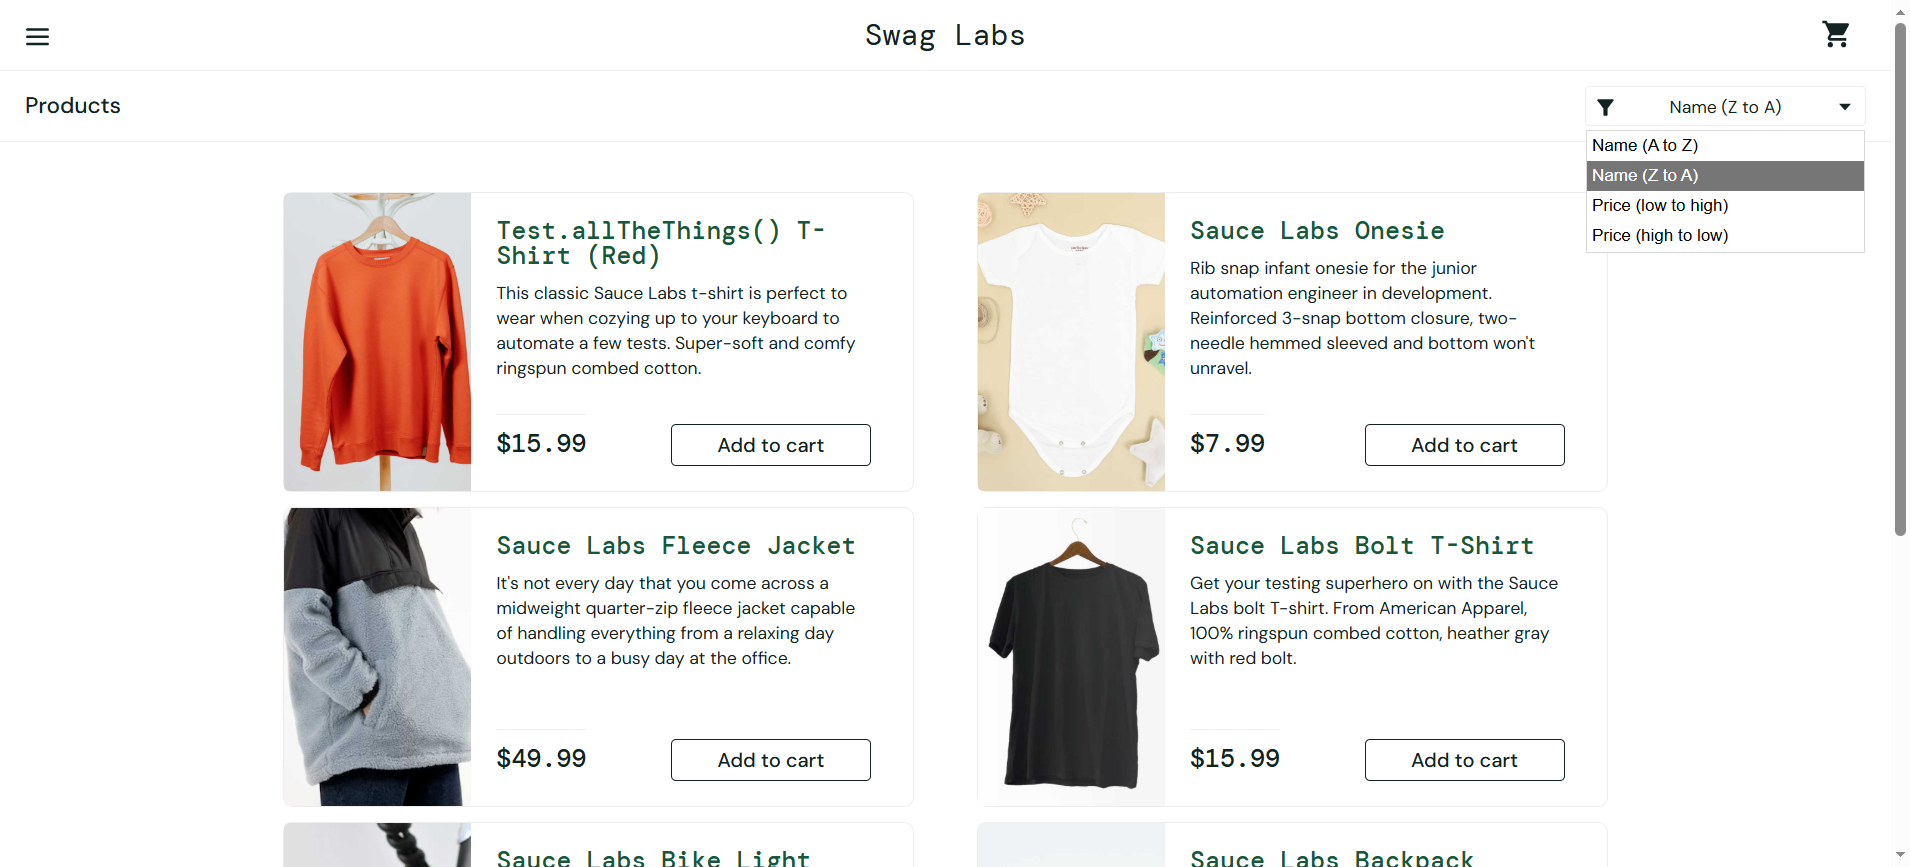 Swag Labs
Products
Name (Z to A)
Name (A to Z)
Name (Z to A)
Price (low to high)
Price (high to low)
Test.allTheThings() T-
Shirt (Red)
This classic Sauce Labs t-shirt is perfect to
wear when cozying up to your keyboard to
automate a few tests. Super-soft and comfy
ringspun combed cotton.
$15.99
Add to cart
Sauce Labs Onesie
Rib snap infant onesie for the junior
automation engineer in development.
Reinforced 3-snap bottom closure, two-
needle hemmed sleeved and bottom won't
unravel.
$7.99
Add to cart
Sauce Labs Fleece Jacket
It's not every day that you come across a
midweight quarter-zip fleece jacket capable
of handling everything from a relaxing day
outdoors to a busy day at the office.
$49.99
Add to cart
Sauce Labs Bolt T-Shirt
Get your testing superhero on with the Sauce
Labs bolt T-shirt. From American Apparel,
100% ringspun combed cotton, heather gray
with red bolt.
$15.99
Add to cart
Sauce Labs Bike Light
Sauce Labs Backpack